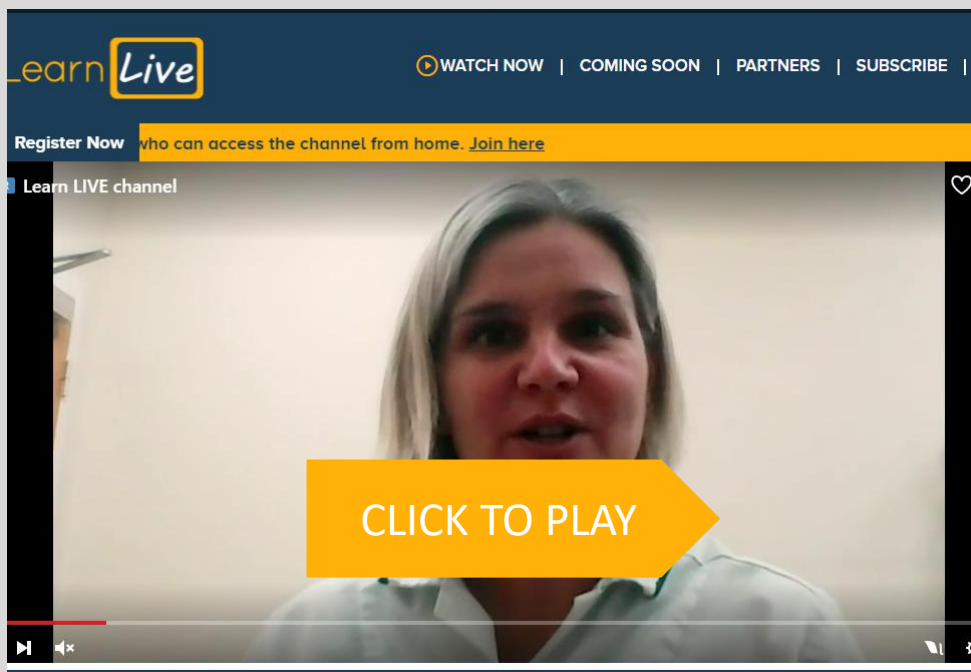 Learn Live
WATCH NOW | COMING SOON | PARTNERS | SUBSCRIBE |
Register Now who can access the channel from home. Join here
Learn LIVE channel
CLICK TO PLAY